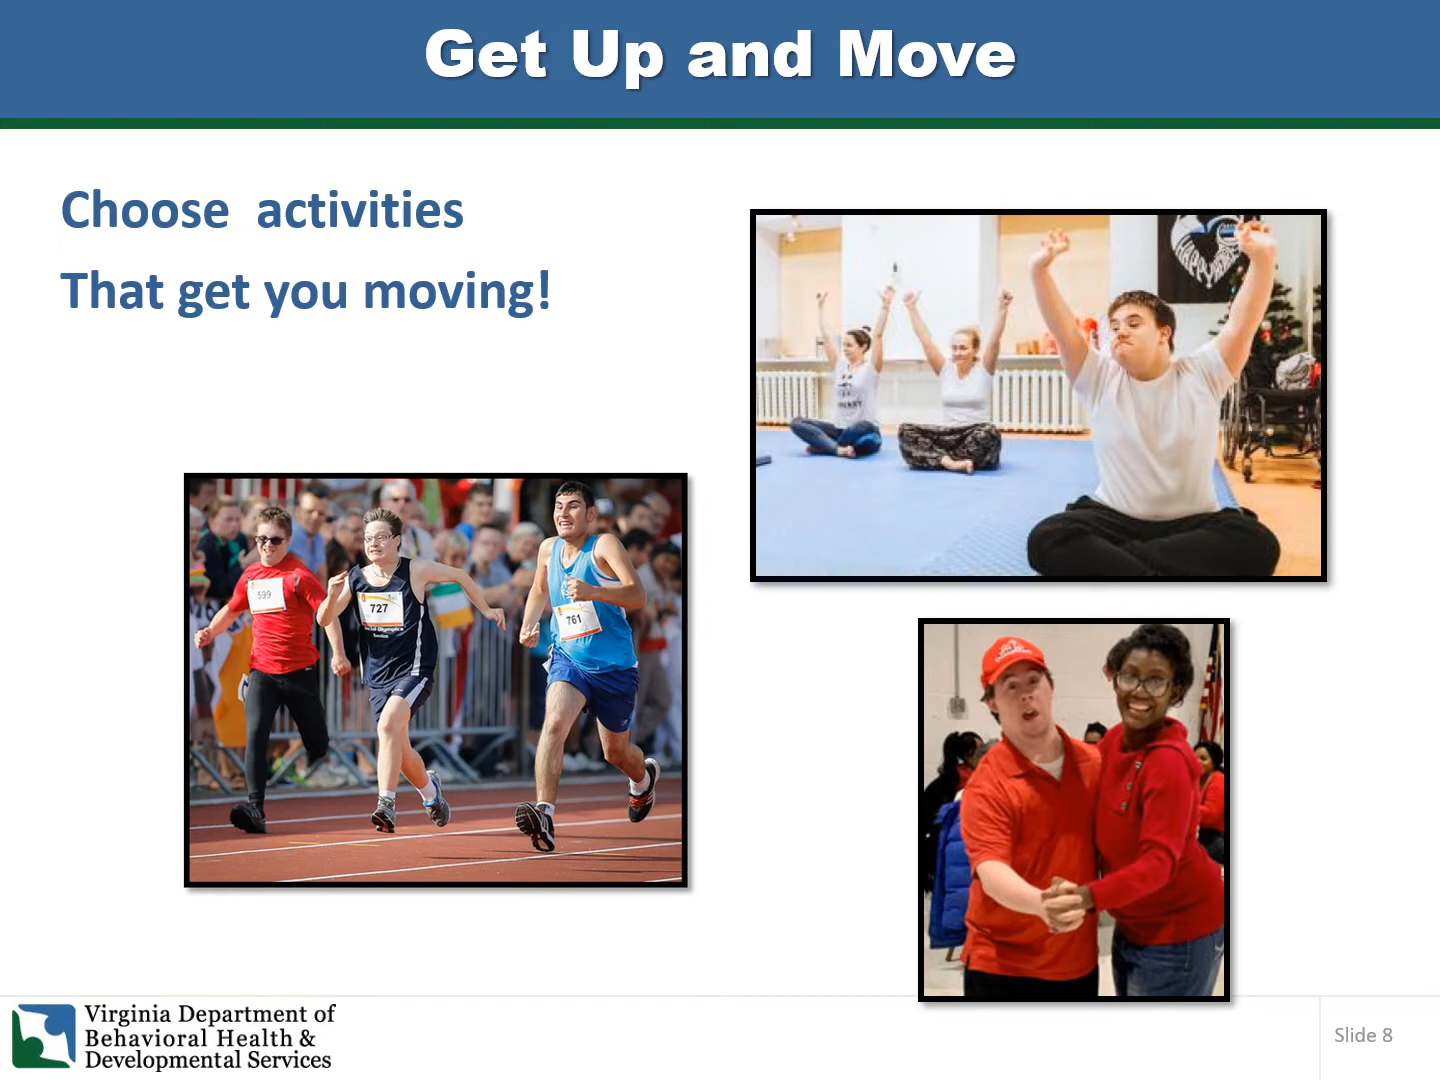 Get Up and Move
Choose activities
That get you moving!
599
727
761
Virginia Department of
Behavioral Health &
Developmental Services
Slide 8